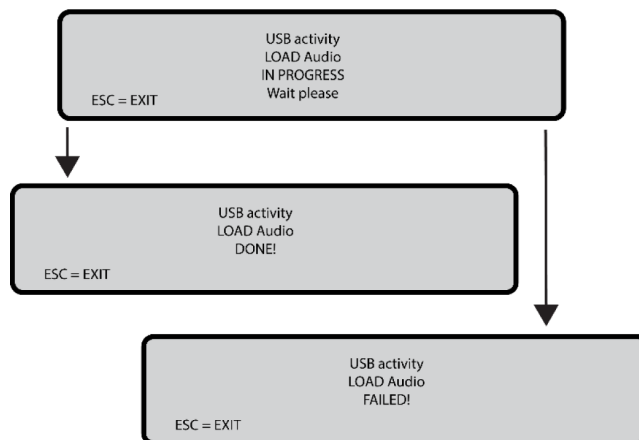 USB activity
LOAD Audio
IN PROGRESS
Wait please
ESC = EXIT
USB activity
LOAD Audio
DONE!
ESC = EXIT
USB activity
LOAD Audio
FAILED!
ESC = EXIT